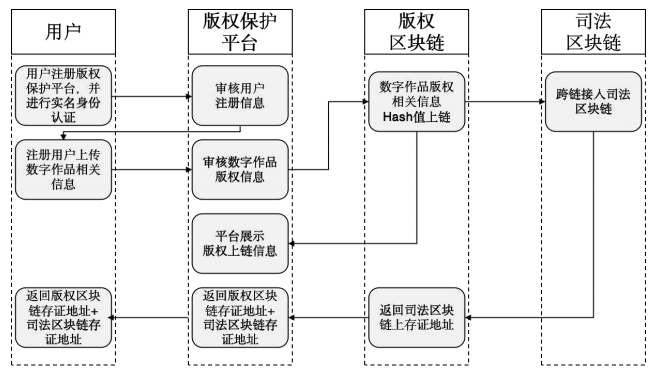 用户
版权保护
平台
版权
区块链
司法
区块链
用户注册版权
保护平台，并
进行实名身份
认证
审核用户
注册信息
数字作品版权
相关信息
Hash值上链
跨链接入司法
区块链
注册用户上传
数字作品相关
信息
审核数字作品
版权信息
平台展示
版权上链信息
返回版权区块
链存证地址+
司法区块链存
证地址
返回版权区块
链存证地址+
司法区块链存
证地址
返回司法区块
链上存证地址